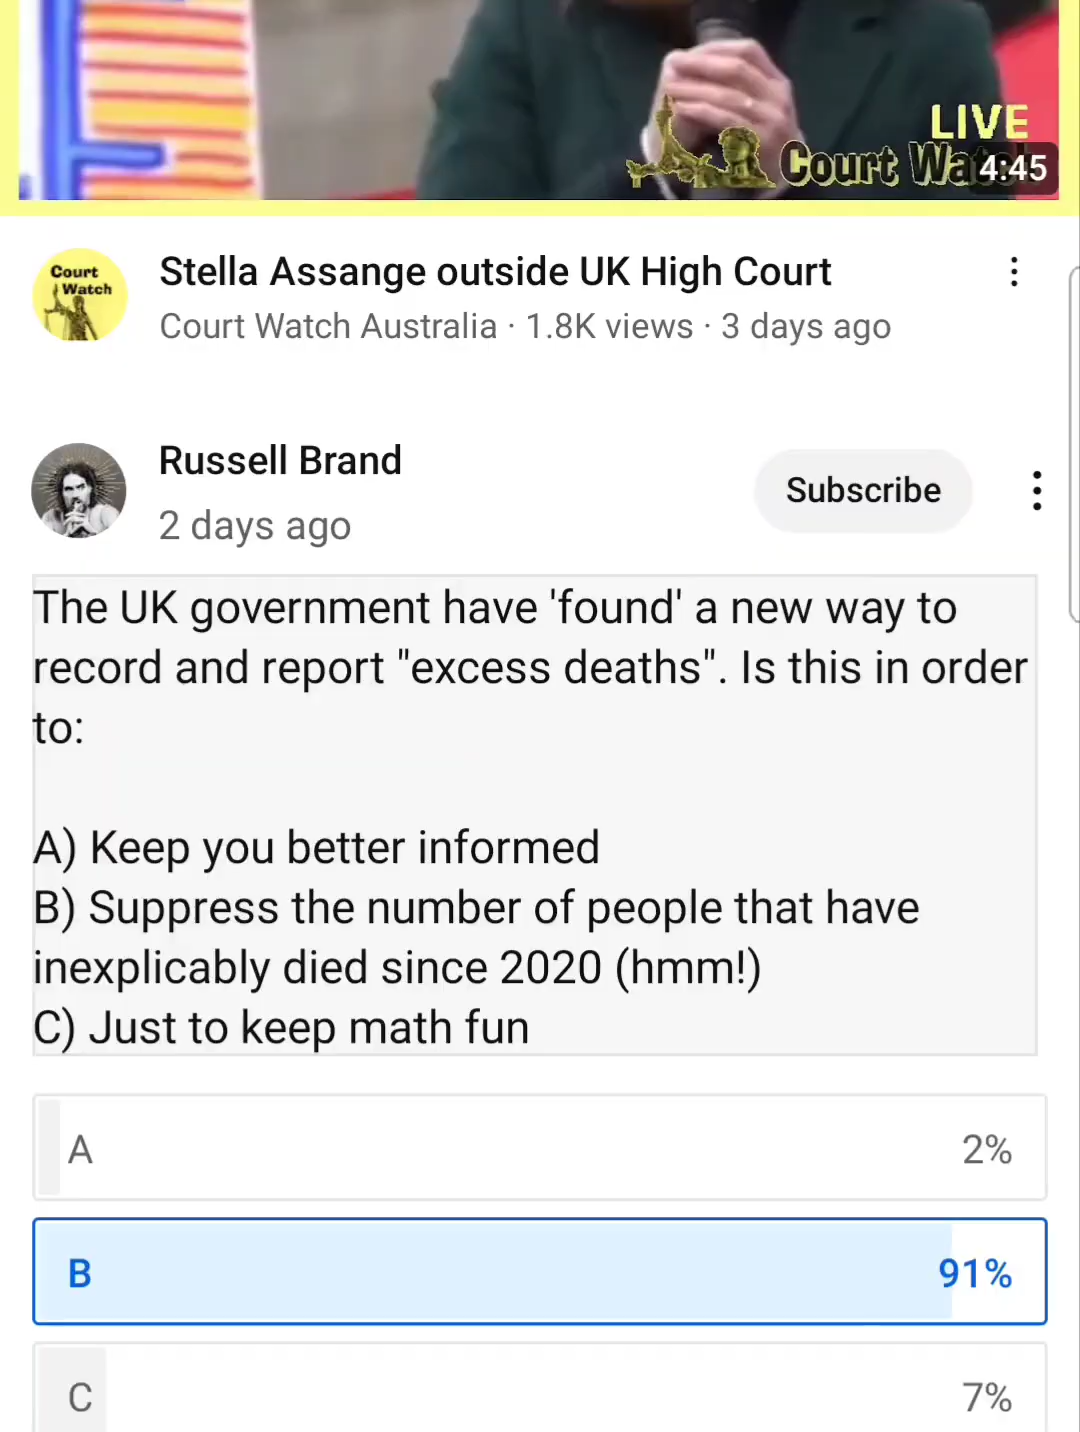 LIVE
Court Wa
4:45
Court
Watch
Stella Assange outside UK High Court
Court Watch Australia · 1.8K views · 3 days ago
Russell Brand
2 days ago
Subscribe
The UK government have 'found' a new way to
record and report "excess deaths". Is this in order
to:
A) Keep you better informed
B) Suppress the number of people that have
inexplicably died since 2020 (hmm!)
C) Just to keep math fun
A 2%
B 91%
C 7%